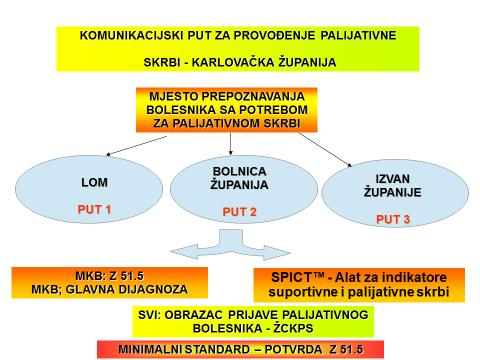 KOMUNIKACIJSKI PUT ZA PROVOĐENJE PALIJATIVNE
SKRBI - KARLOVAČKA ŽUPANIJA
MJESTO PREPOZNAVANJA
BOLESNIKA SA POTREBOM
ZA PALIJATIVNOM SKRBI
LOM
PUT 1
BOLNICA
ŽUPANIJA
PUT 2
IZVAN
ŽUPANIJE
PUT 3
MKB: Z 51.5
MKB; GLAVNA DIJAGNOZA
SPICT™ - Alat za indikatore
suportivne i palijativne skrbi
SVI: OBRAZAC PRIJAVE PALIJATIVNOG
BOLESNIKA - ŽCKPS
MINIMALNI STANDARD – POTVRDA Z 51.5